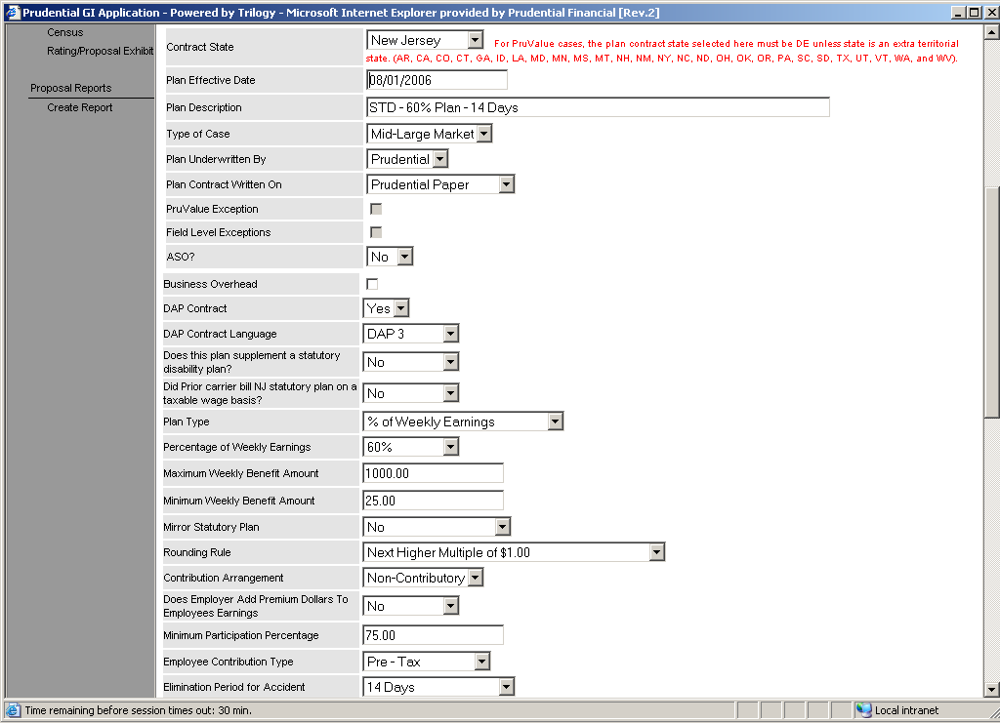 Prudential GI Application - Powered by Trilogy - Microsoft Internet Explorer provided by Prudential Financial [Rev.2]
Census
Rating/Proposal Exhibit
Proposal Reports
Create Report
Contract State New Jersey For PruValue cases, the plan contract state selected here must be DE unless state is an extra territorial
state. (AR, CA, CO, CT, GA, ID, LA, MD, MN, MS, MT, NH, NM, NY, NC, ND, OH, OK, OR, PA, SC, SD, TX, UT, VT, WA, and WV).
Plan Effective Date 08/01/2006
Plan Description STD - 60% Plan - 14 Days
Type of Case Mid-Large Market
Plan Underwritten By Prudential
Plan Contract Written On Prudential Paper
PruValue Exception
Field Level Exceptions
ASO? No
Business Overhead
DAP Contract Yes
DAP Contract Language DAP 3
Does this plan supplement a statutory
disability plan? No
Did Prior carrier bill NJ statutory plan on a
taxable wage basis? No
Plan Type % of Weekly Earnings
Percentage of Weekly Earnings 60%
Maximum Weekly Benefit Amount 1000.00
Minimum Weekly Benefit Amount 25.00
Mirror Statutory Plan No
Rounding Rule Next Higher Multiple of $1.00
Contribution Arrangement Non-Contributory
Does Employer Add Premium Dollars To
Employees Earnings No
Minimum Participation Percentage 75.00
Employee Contribution Type Pre - Tax
Elimination Period for Accident 14 Days
Time remaining before session times out: 30 min. Local intranet